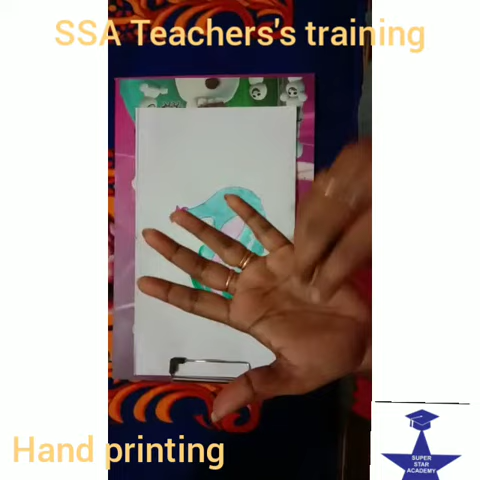 SSA Teachers's training
Hand printing
SUPER
STAR
ACADEMY